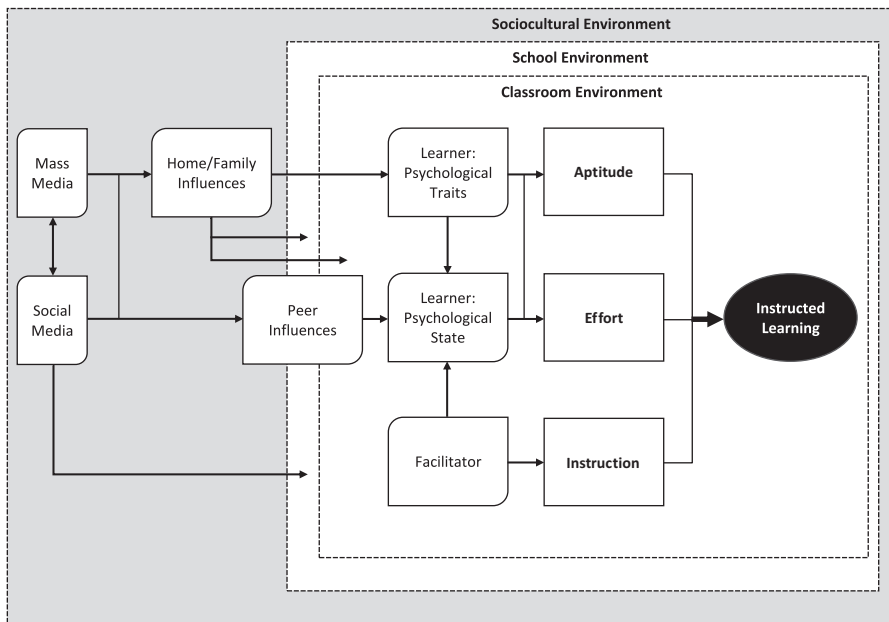 Sociocultural Environment
School Environment
Classroom Environment
Mass
Media
Home/Family
Influences
Learner:
Psychological
Traits
Aptitude
Social
Media
Peer
Influences
Learner:
Psychological
State
Effort
Instructed
Learning
Facilitator
Instruction